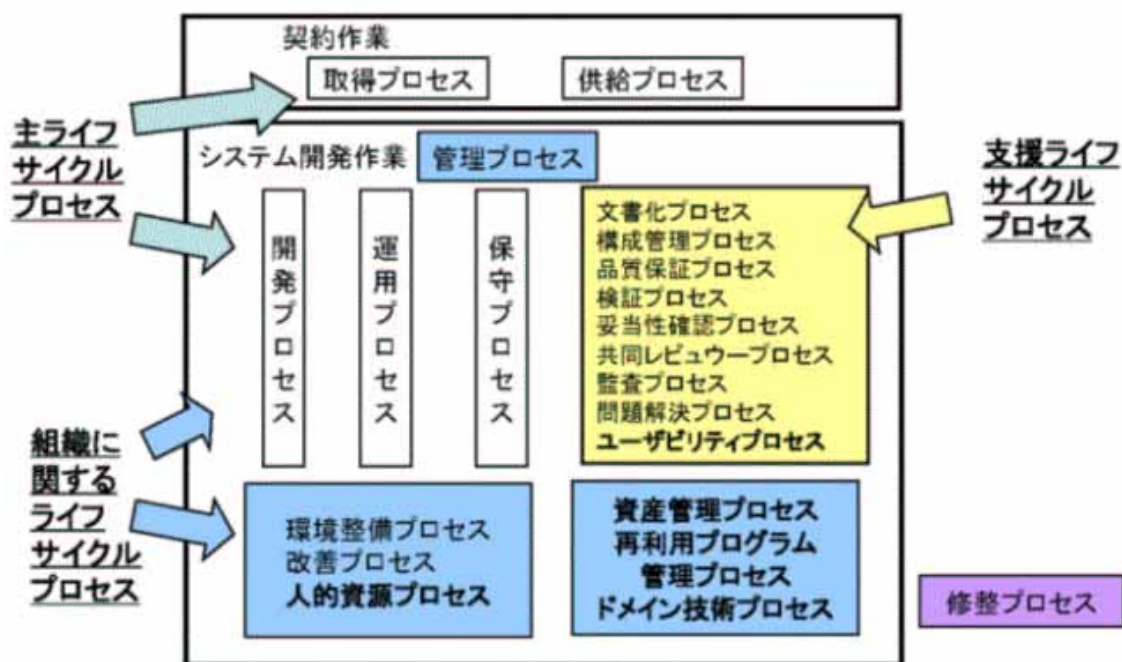 契約作業
取得プロセス
供給プロセス
主ライフ
サイクル
プロセス
システム開発作業
管理プロセス
支援ライフ
サイクル
プロセス
開発プロセス
運用プロセス
保守プロセス
文書化プロセス
構成管理プロセス
品質保証プロセス
検証プロセス
妥当性確認プロセス
共同レビュウープロセス
監査プロセス
問題解決プロセス
ユーザビリティプロセス
組織に
関する
ライフ
サイクル
プロセス
環境整備プロセス
改善プロセス
人的資源プロセス
資産管理プロセス
再利用プログラム
管理プロセス
ドメイン技術プロセス
修整プロセス